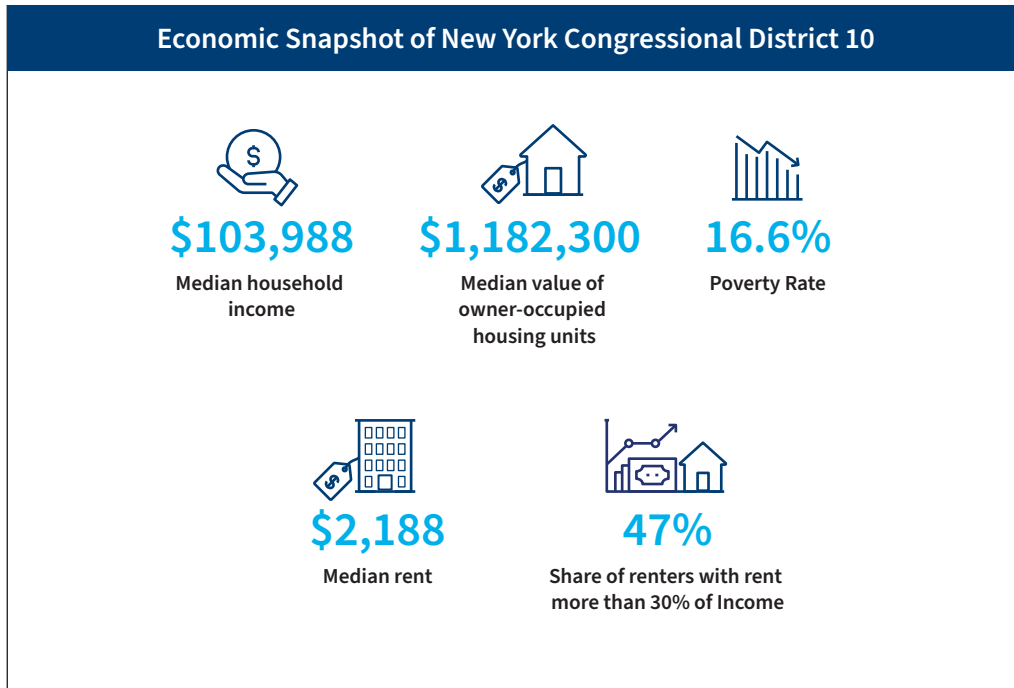 Economic Snapshot of New York Congressional District 10
$
$
$103,988
Median household
income
$1,182,300
Median value of
owner-occupied
housing units
16.6%
Poverty Rate
$
$2,188
Median rent
47%
Share of renters with rent
more than 30% of Income